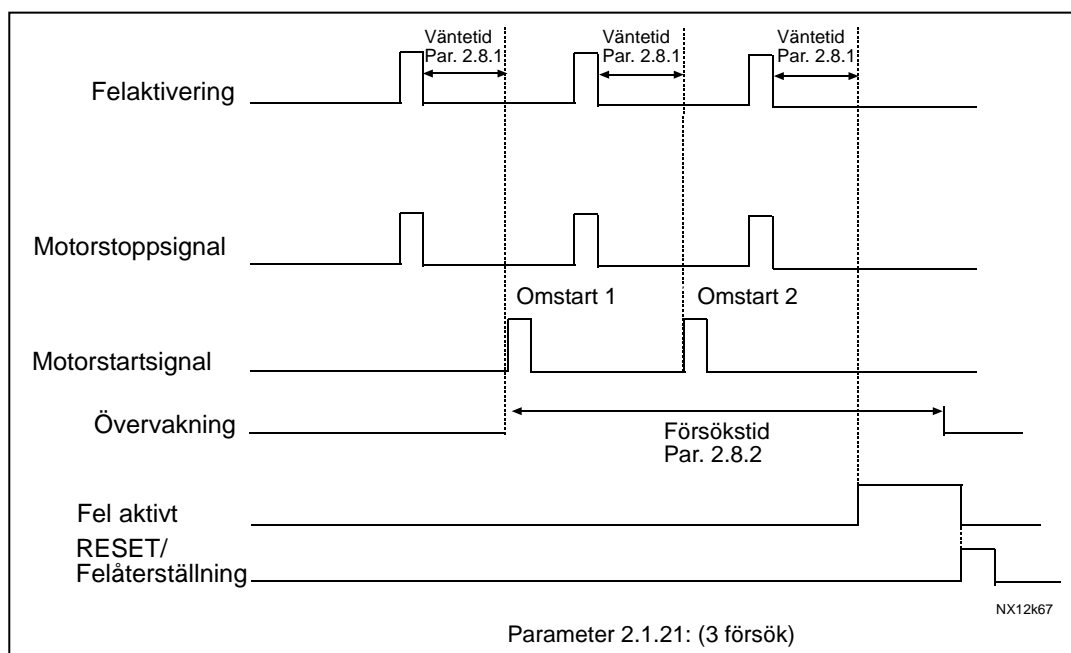 Väntetid
Par. 2.8.1
Väntetid
Par. 2.8.1
Väntetid
Par. 2.8.1
Felaktivering
Motorstoppsignal
Omstart 1
Omstart 2
Motorstartsignal
Övervakning
Försökstid
Par. 2.8.2
Fel aktivt
RESET/
Felåterställning
NX12k67
Parameter 2.1.21: (3 försök)